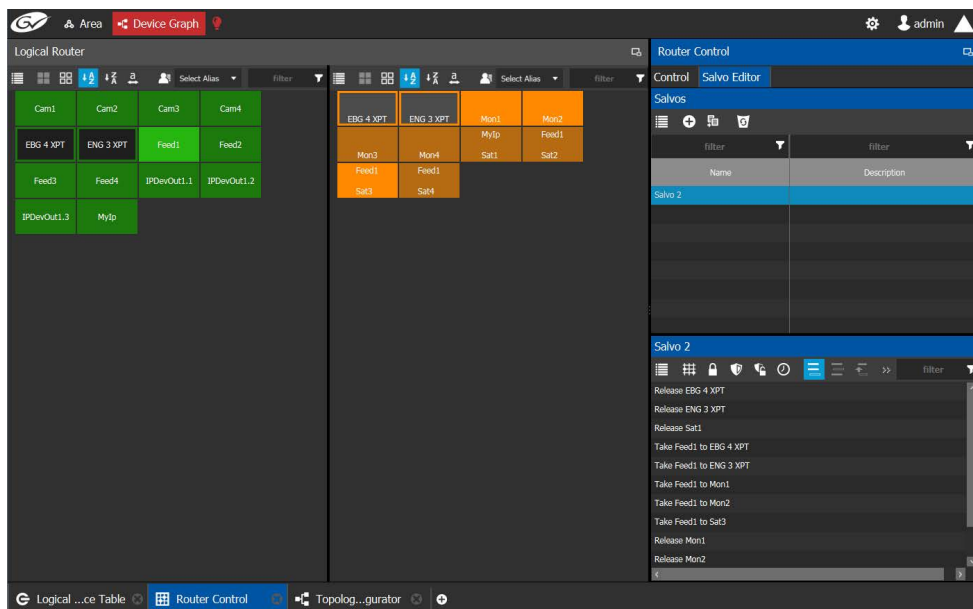 GV Area Device Graph admin
Logical Router
Select Alias filter
Select Alias filter
Cam1 Cam2 Cam3 Cam4
EBG 4 XPT ENG 3 XPT Feed1 Feed2
Feed3 Feed4 IPDevOut1.1 IPDevOut1.2
IPDevOut1.3 MyIp
EBG 4 XPT ENG 3 XPT Mon1 Mon2
MyIp Feed1
Mon3 Mon4 Sat1 Sat2
Feed1 Feed1
Sat3 Sat4
Router Control
Control Salvo Editor
Salvos
filter filter
Name Description
Salvo 2
Salvo 2
filter
Release EBG 4 XPT
Release ENG 3 XPT
Release Sat1
Take Feed1 to EBG 4 XPT
Take Feed1 to ENG 3 XPT
Take Feed1 to Mon1
Take Feed1 to Mon2
Take Feed1 to Sat3
Release Mon1
Release Mon2
Logical ...ce Table Router Control Topolog...gurator